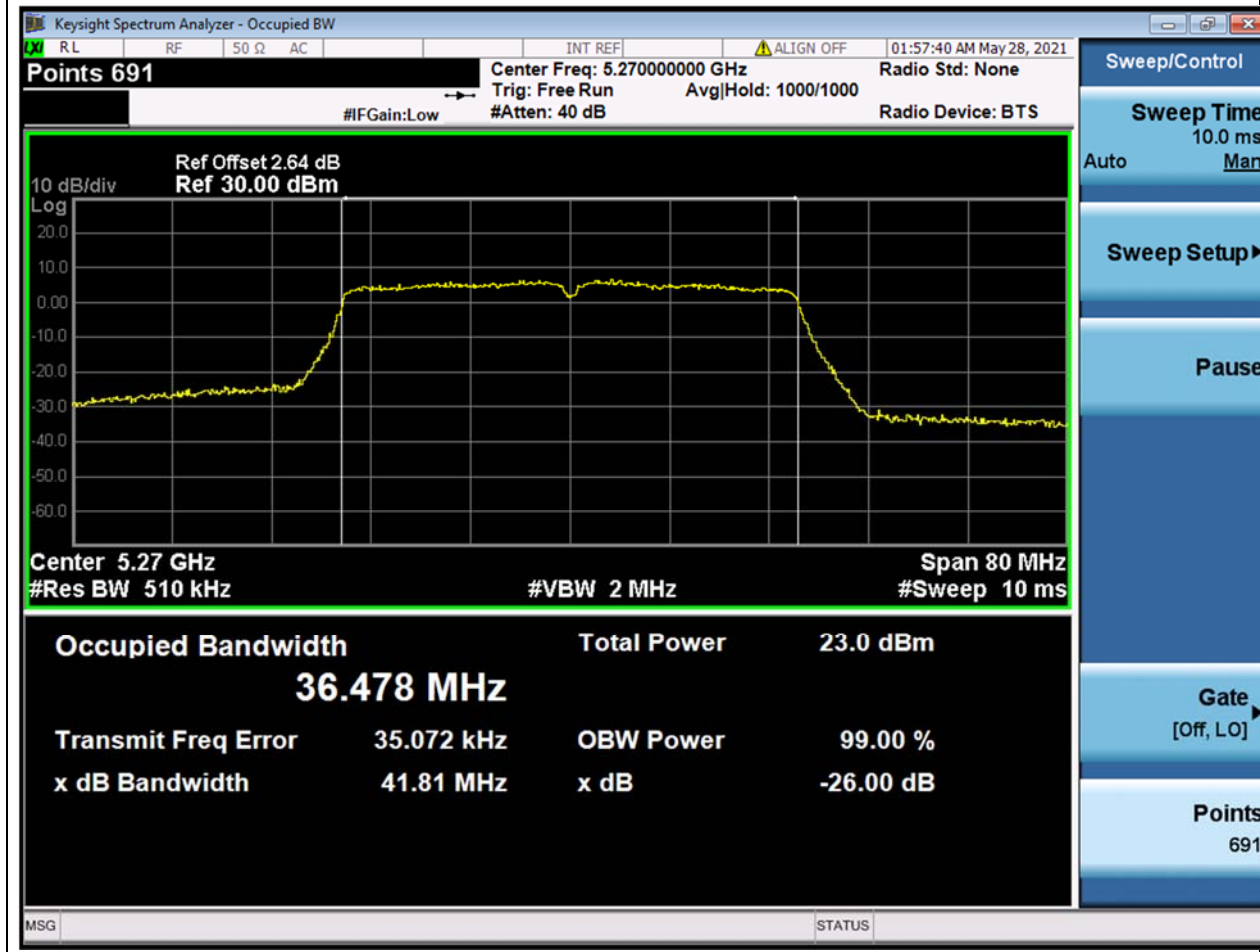 Keysight Spectrum Analyzer - Occupied BW
LXI RL RF 50 Ω AC INT REF ALIGN OFF 01:57:40 AM May 28, 2021
Points 691
Center Freq: 5.270000000 GHz Radio Std: None
Trig: Free Run Avg|Hold: 1000/1000
#IFGain:Low #Atten: 40 dB Radio Device: BTS
Ref Offset 2.64 dB
10 dB/div Ref 30.00 dBm
Log
20.0
10.0
0.00
-10.0
-20.0
-30.0
-40.0
-50.0
-60.0
Center 5.27 GHz Span 80 MHz
#Res BW 510 kHz #VBW 2 MHz #Sweep 10 ms
Occupied Bandwidth Total Power 23.0 dBm
36.478 MHz
Transmit Freq Error 35.072 kHz OBW Power 99.00 %
x dB Bandwidth 41.81 MHz x dB -26.00 dB
MSG STATUS
Sweep/Control
Sweep Time
10.0 ms
Auto Man
Sweep Setup
Pause
Gate
[Off, LO]
Points
691